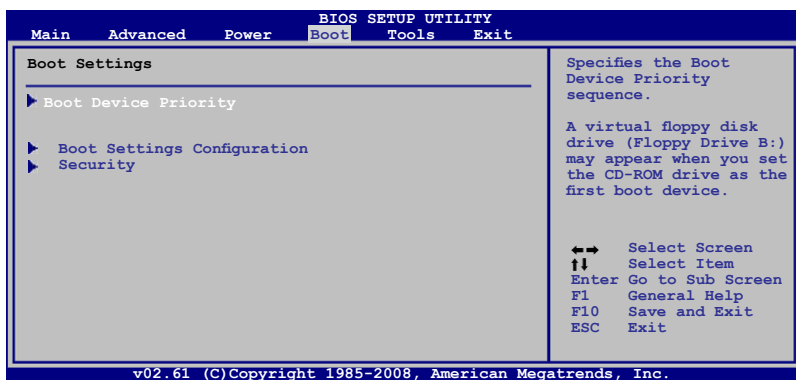 BIOS SETUP UTILITY
Main Advanced Power Boot Tools Exit
Boot Settings
Boot Device Priority
Boot Settings Configuration
Security
Specifies the Boot
Device Priority
sequence.
A virtual floppy disk
drive (Floppy Drive B:)
may appear when you set
the CD-ROM drive as the
first boot device.
←→ Select Screen
↑↓ Select Item
Enter Go to Sub Screen
F1 General Help
F10 Save and Exit
ESC Exit
v02.61 (C)Copyright 1985-2008, American Megatrends, Inc.